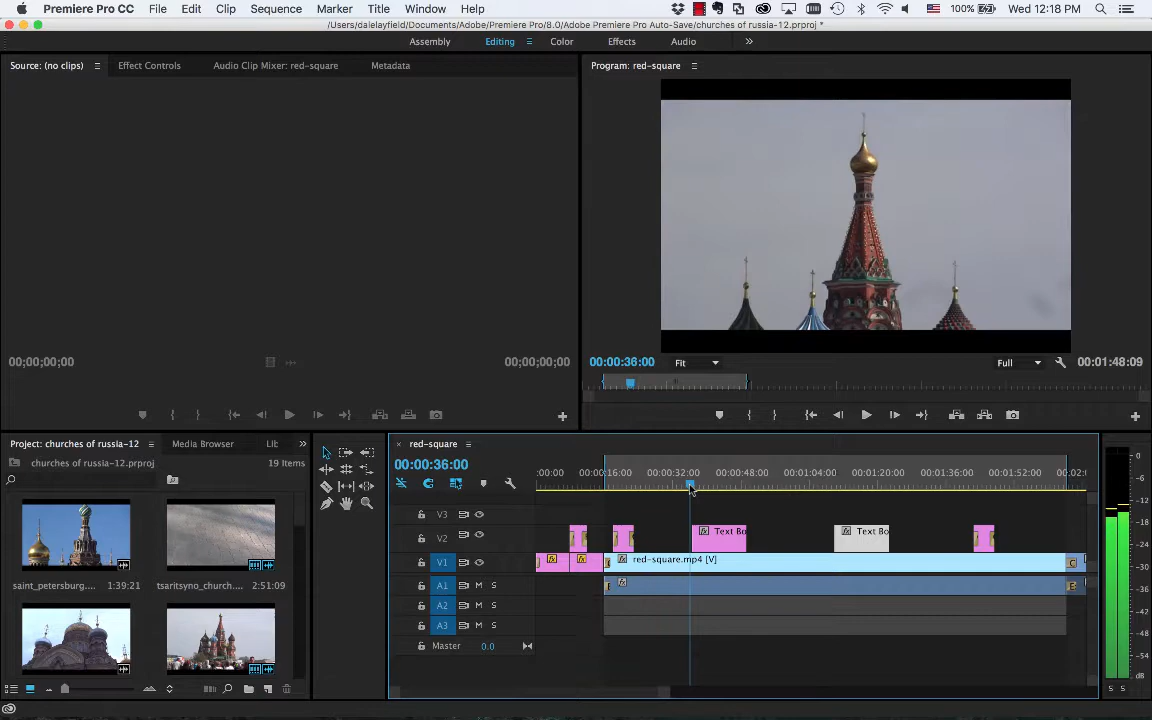 Premiere Pro CC File Edit Clip Sequence Marker Title Window Help 100% Wed 12:18 PM
/Users/dalelayfield/Documents/Adobe/Premiere Pro/8.0/Adobe Premiere Pro Auto-Save/churches of russia-12.prproj *
Assembly Editing Color Effects Audio
Source: (no clips) Effect Controls Audio Clip Mixer: red-square Metadata
Program: red-square
00;00;00;00 00;00;00;00
00:00:36:00 Fit Full 00:01:48:09
Project: churches of russia-12 Media Browser Lib
churches of russia-12.prproj 19 Items
saint_petersburg.... 1:39:21 tsaritsyno_church.... 2:51:09
red-square
00:00:36:00
:00:00 00:00:16:00 00:00:32:00 00:00:48:00 00:01:04:00 00:01:20:00 00:01:36:00 00:01:52:00 00:02:0
V3
V2 Text Bo Text Bo
V1 red-square.mp4 [V]
A1 M S
A2 M S
A3 M S
Master 0.0
0
-6
-12
-18
-24
-30
-36
-42
-48
-54
dB
S S